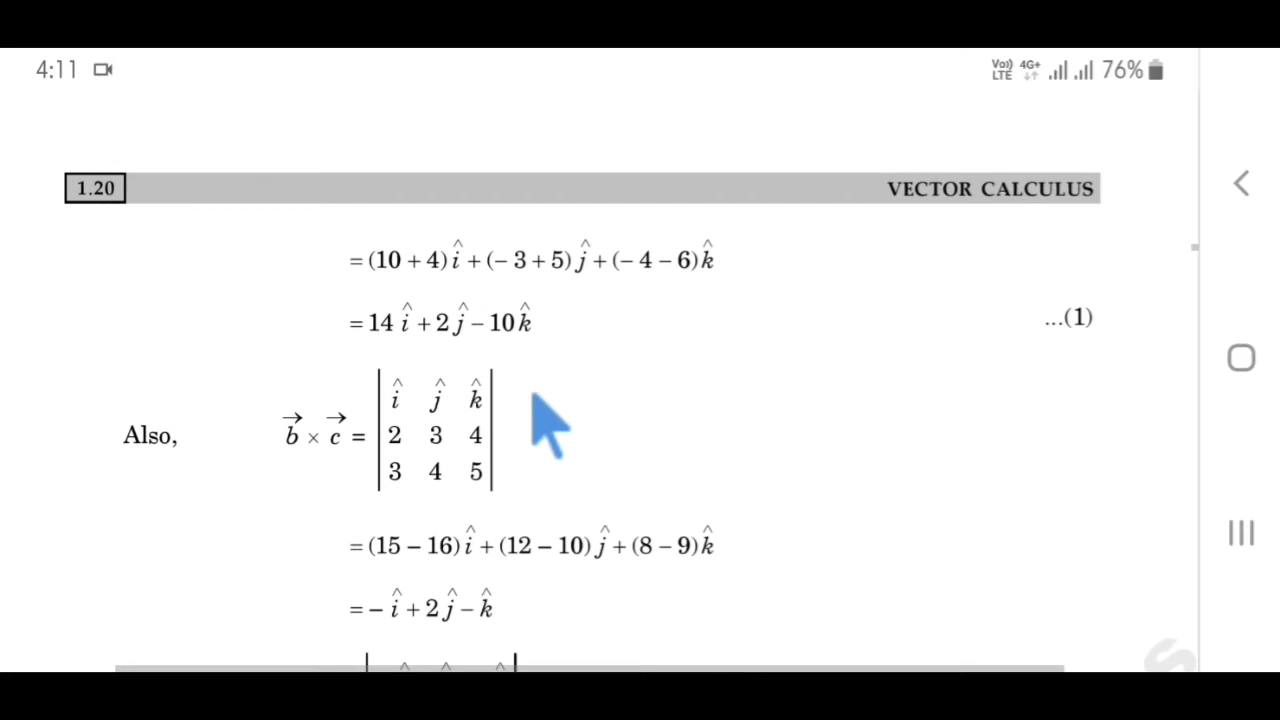 4:11 Vo)) LTE 4G+ 76%
1.20 VECTOR CALCULUS
= (10 + 4) î + (– 3 + 5) ĵ + (– 4 – 6) k̂
= 14 î + 2 ĵ – 10 k̂ ...(1)
Also, b⃗ × c⃗ = | î ĵ k̂ |
| 2 3 4 |
| 3 4 5 |
= (15 – 16) î + (12 – 10) ĵ + (8 – 9) k̂
= – î + 2 ĵ – k̂